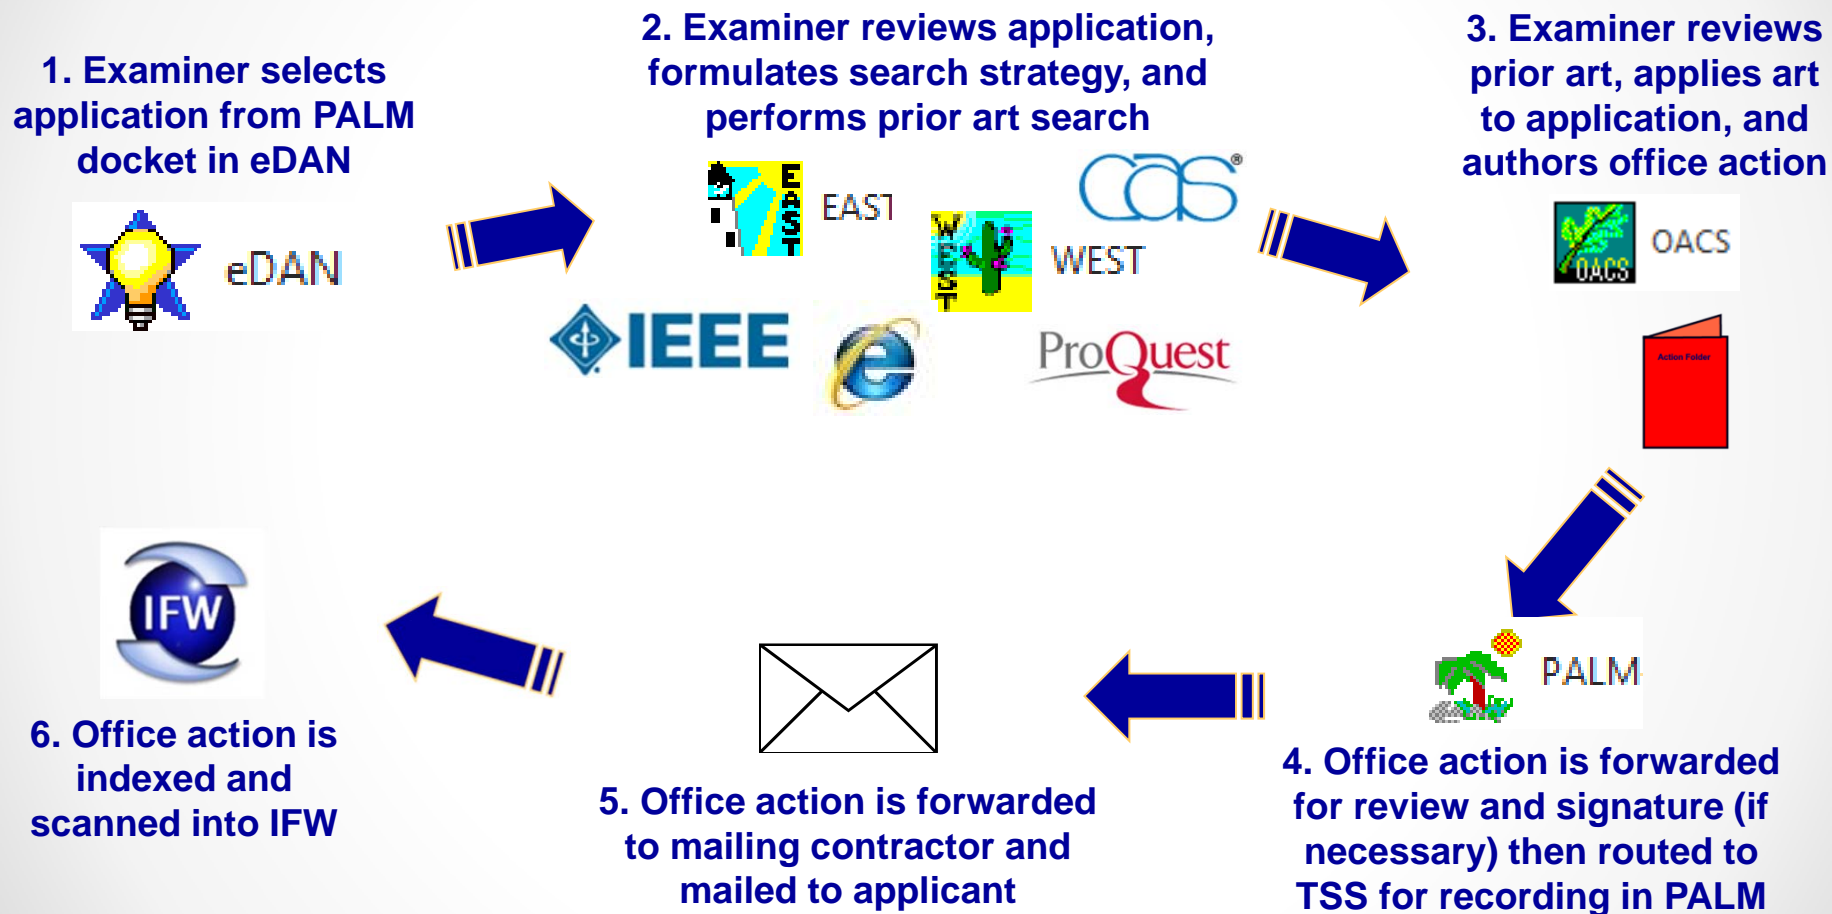 1. Examiner selects
application from PALM
docket in eDAN
eDAN
2. Examiner reviews application,
formulates search strategy, and
performs prior art search
EAST
EAST
WEST
WEST
cas®
IEEE
e
ProQuest
3. Examiner reviews
prior art, applies art
to application, and
authors office action
OACS
OACS
Action Folder
PALM
4. Office action is forwarded
for review and signature (if
necessary) then routed to
TSS for recording in PALM
5. Office action is forwarded
to mailing contractor and
mailed to applicant
IFW
6. Office action is
indexed and
scanned into IFW